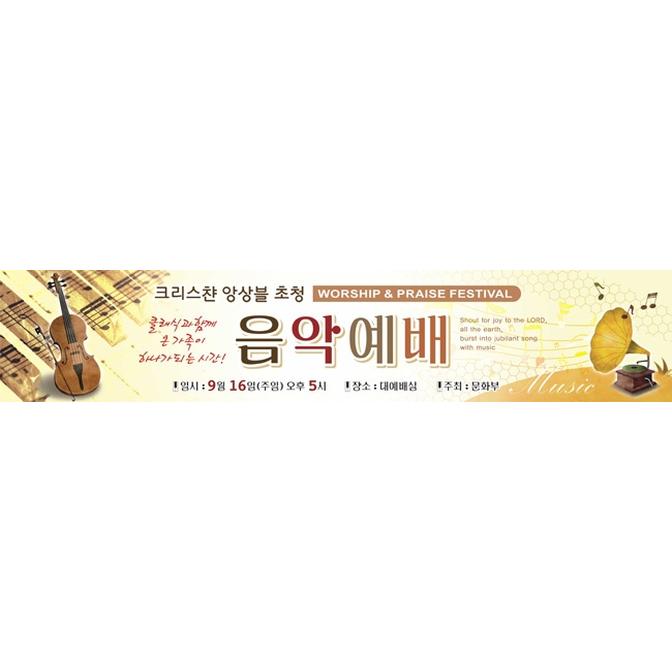 크리스챤 앙상블 초청 WORSHIP & PRAISE FESTIVAL
클래식과 함께
온가족이
하나가 되는 시간!
음악예배
Shout for joy to the LORD,
all the earth,
burst into jubilant song
with music
일시 : 9월 16일(주일) 오후 5시 장소 : 대예배실 주최 : 문화부
Music